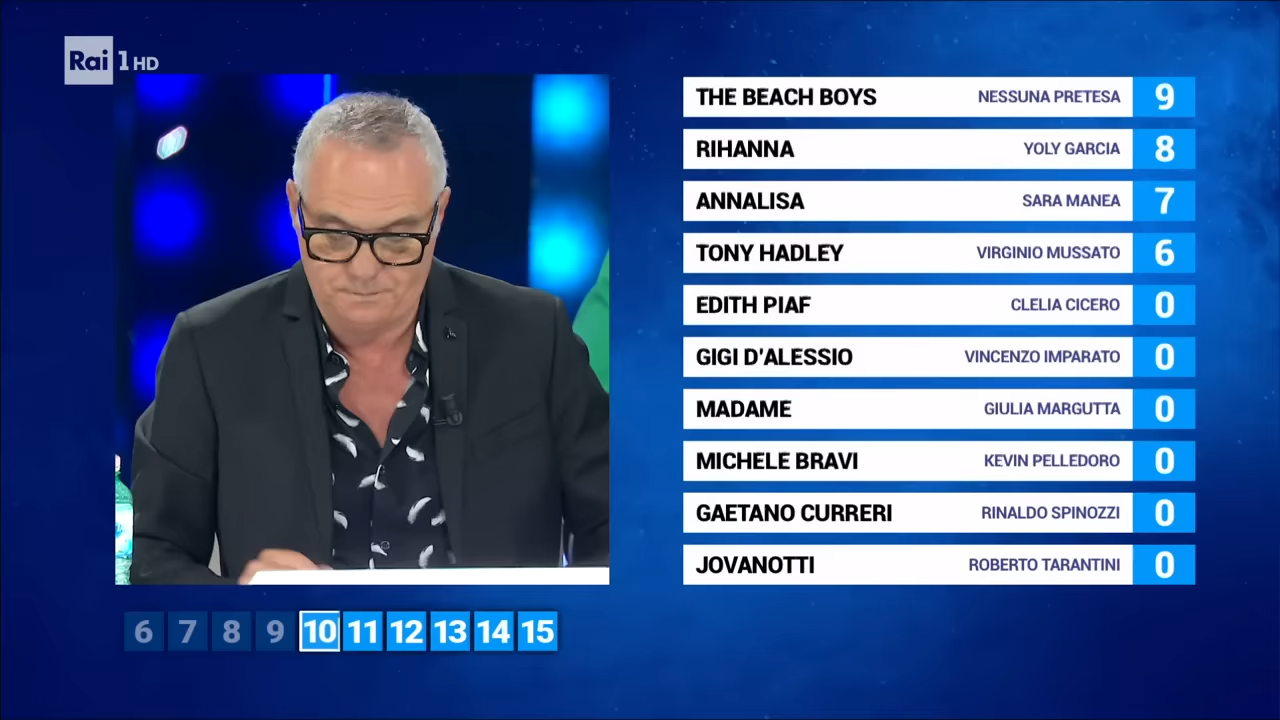 Rai 1 HD
THE BEACH BOYS NESSUNA PRETESA 9
RIHANNA YOLY GARCIA 8
ANNALISA SARA MANEA 7
TONY HADLEY VIRGINIO MUSSATO 6
EDITH PIAF CLELIA CICERO 0
GIGI D'ALESSIO VINCENZO IMPARATO 0
MADAME GIULIA MARGUTTA 0
MICHELE BRAVI KEVIN PELLEDORO 0
GAETANO CURRERI RINALDO SPINOZZI 0
JOVANOTTI ROBERTO TARANTINI 0
6 7 8 9 10 11 12 13 14 15